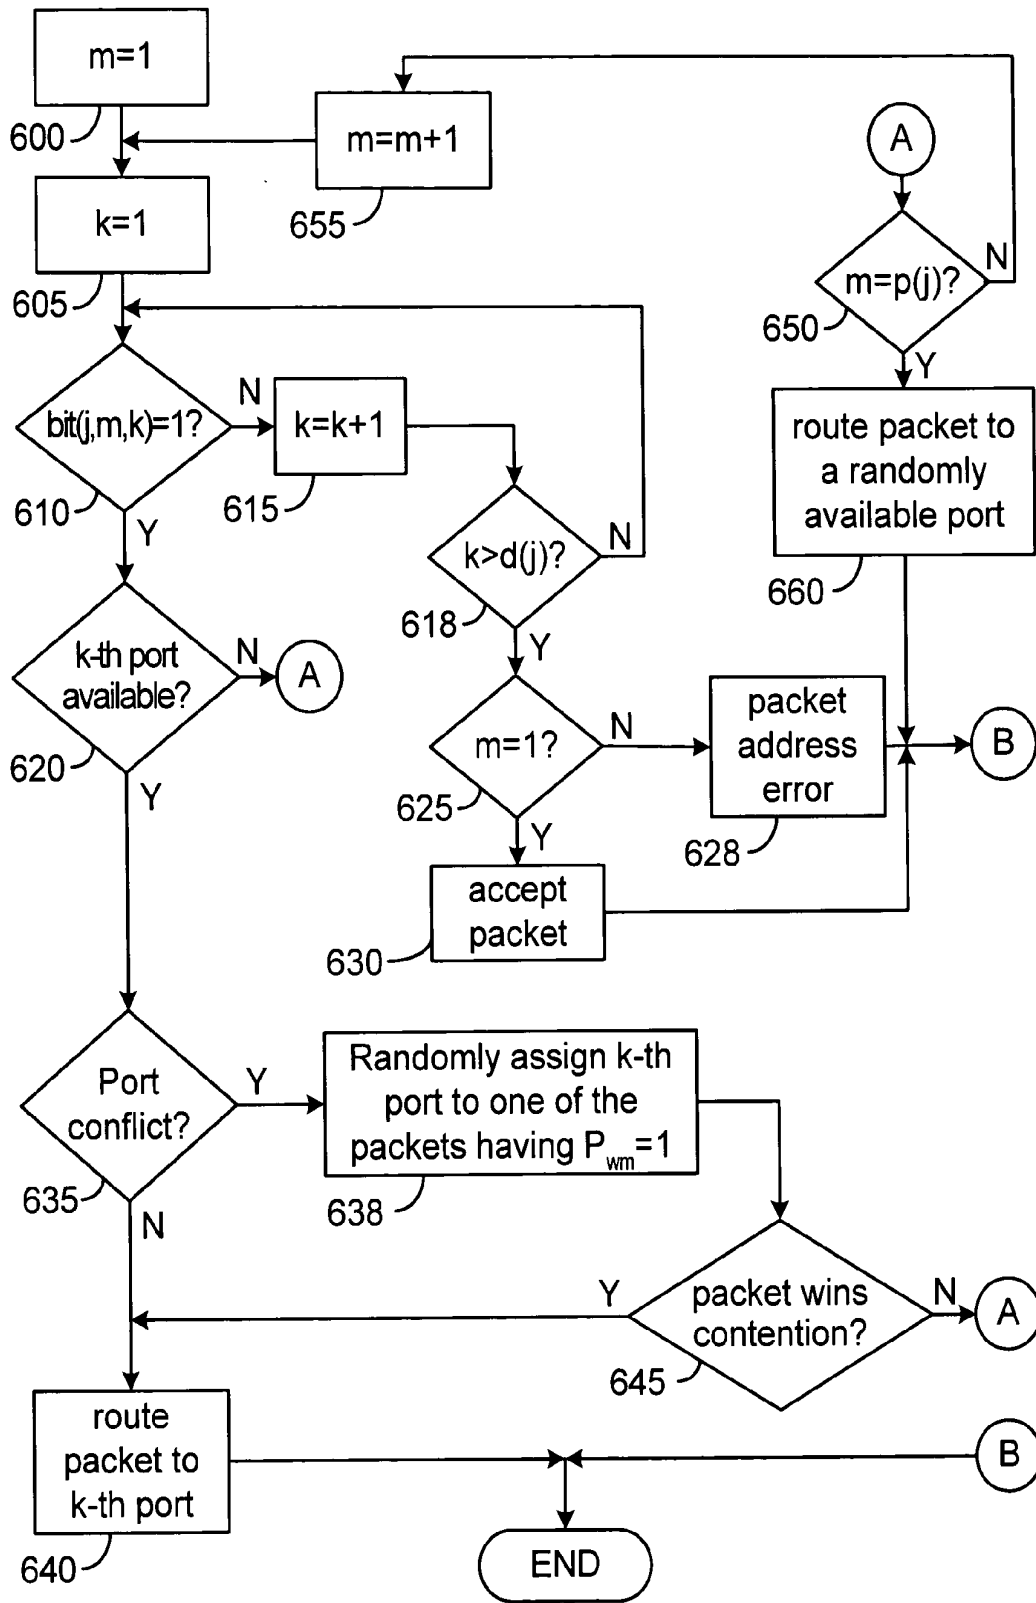 m=1
600
m=m+1
655
A
k=1
605
m=p(j)?
N
650
Y
bit(j,m,k)=1?
N
610
Y
k=k+1
615
k>d(j)?
N
618
Y
route packet to
a randomly
available port
660
k-th port
available?
N
A
620
Y
m=1?
N
625
Y
packet
address
error
628
B
accept
packet
630
Port
conflict?
Y
635
N
Randomly assign k-th
port to one of the
packets having Pwm=1
638
packet wins
contention?
Y
N
A
645
route
packet to
k-th port
640
B
END